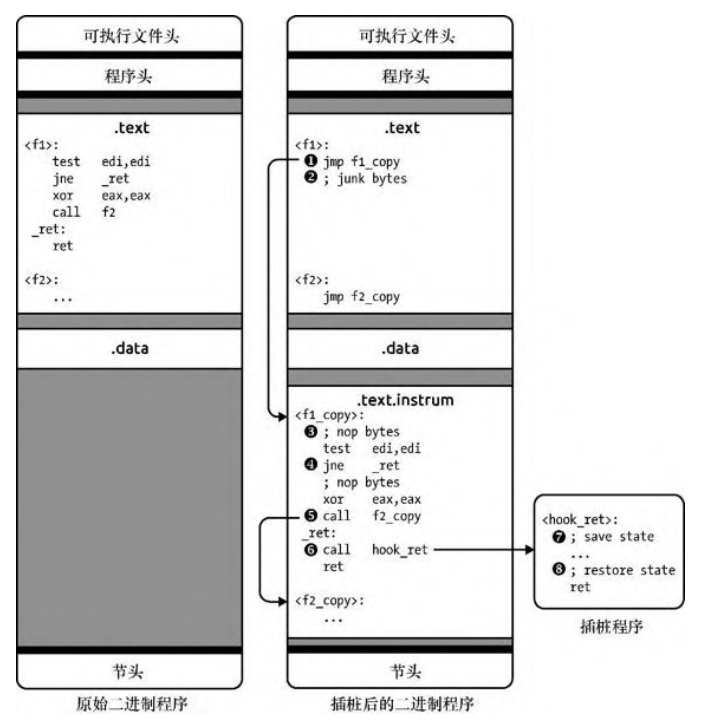 可执行文件头
程序头
.text
<f1>:
test edi,edi
jne _ret
xor eax,eax
call f2
_ret:
ret
<f2>:
...
.data
节头
原始二进制程序
可执行文件头
程序头
.text
<f1>:
❶ jmp f1_copy
❷ ; junk bytes
<f2>:
jmp f2_copy
.data
.text.instrum
<f1_copy>:
❸ ; nop bytes
test edi,edi
❹ jne _ret
; nop bytes
xor eax,eax
❺ call f2_copy
_ret:
❻ call hook_ret
ret
<f2_copy>:
...
节头
插桩后的二进制程序
<hook_ret>:
❼ ; save state
...
❽ ; restore state
ret
插桩程序